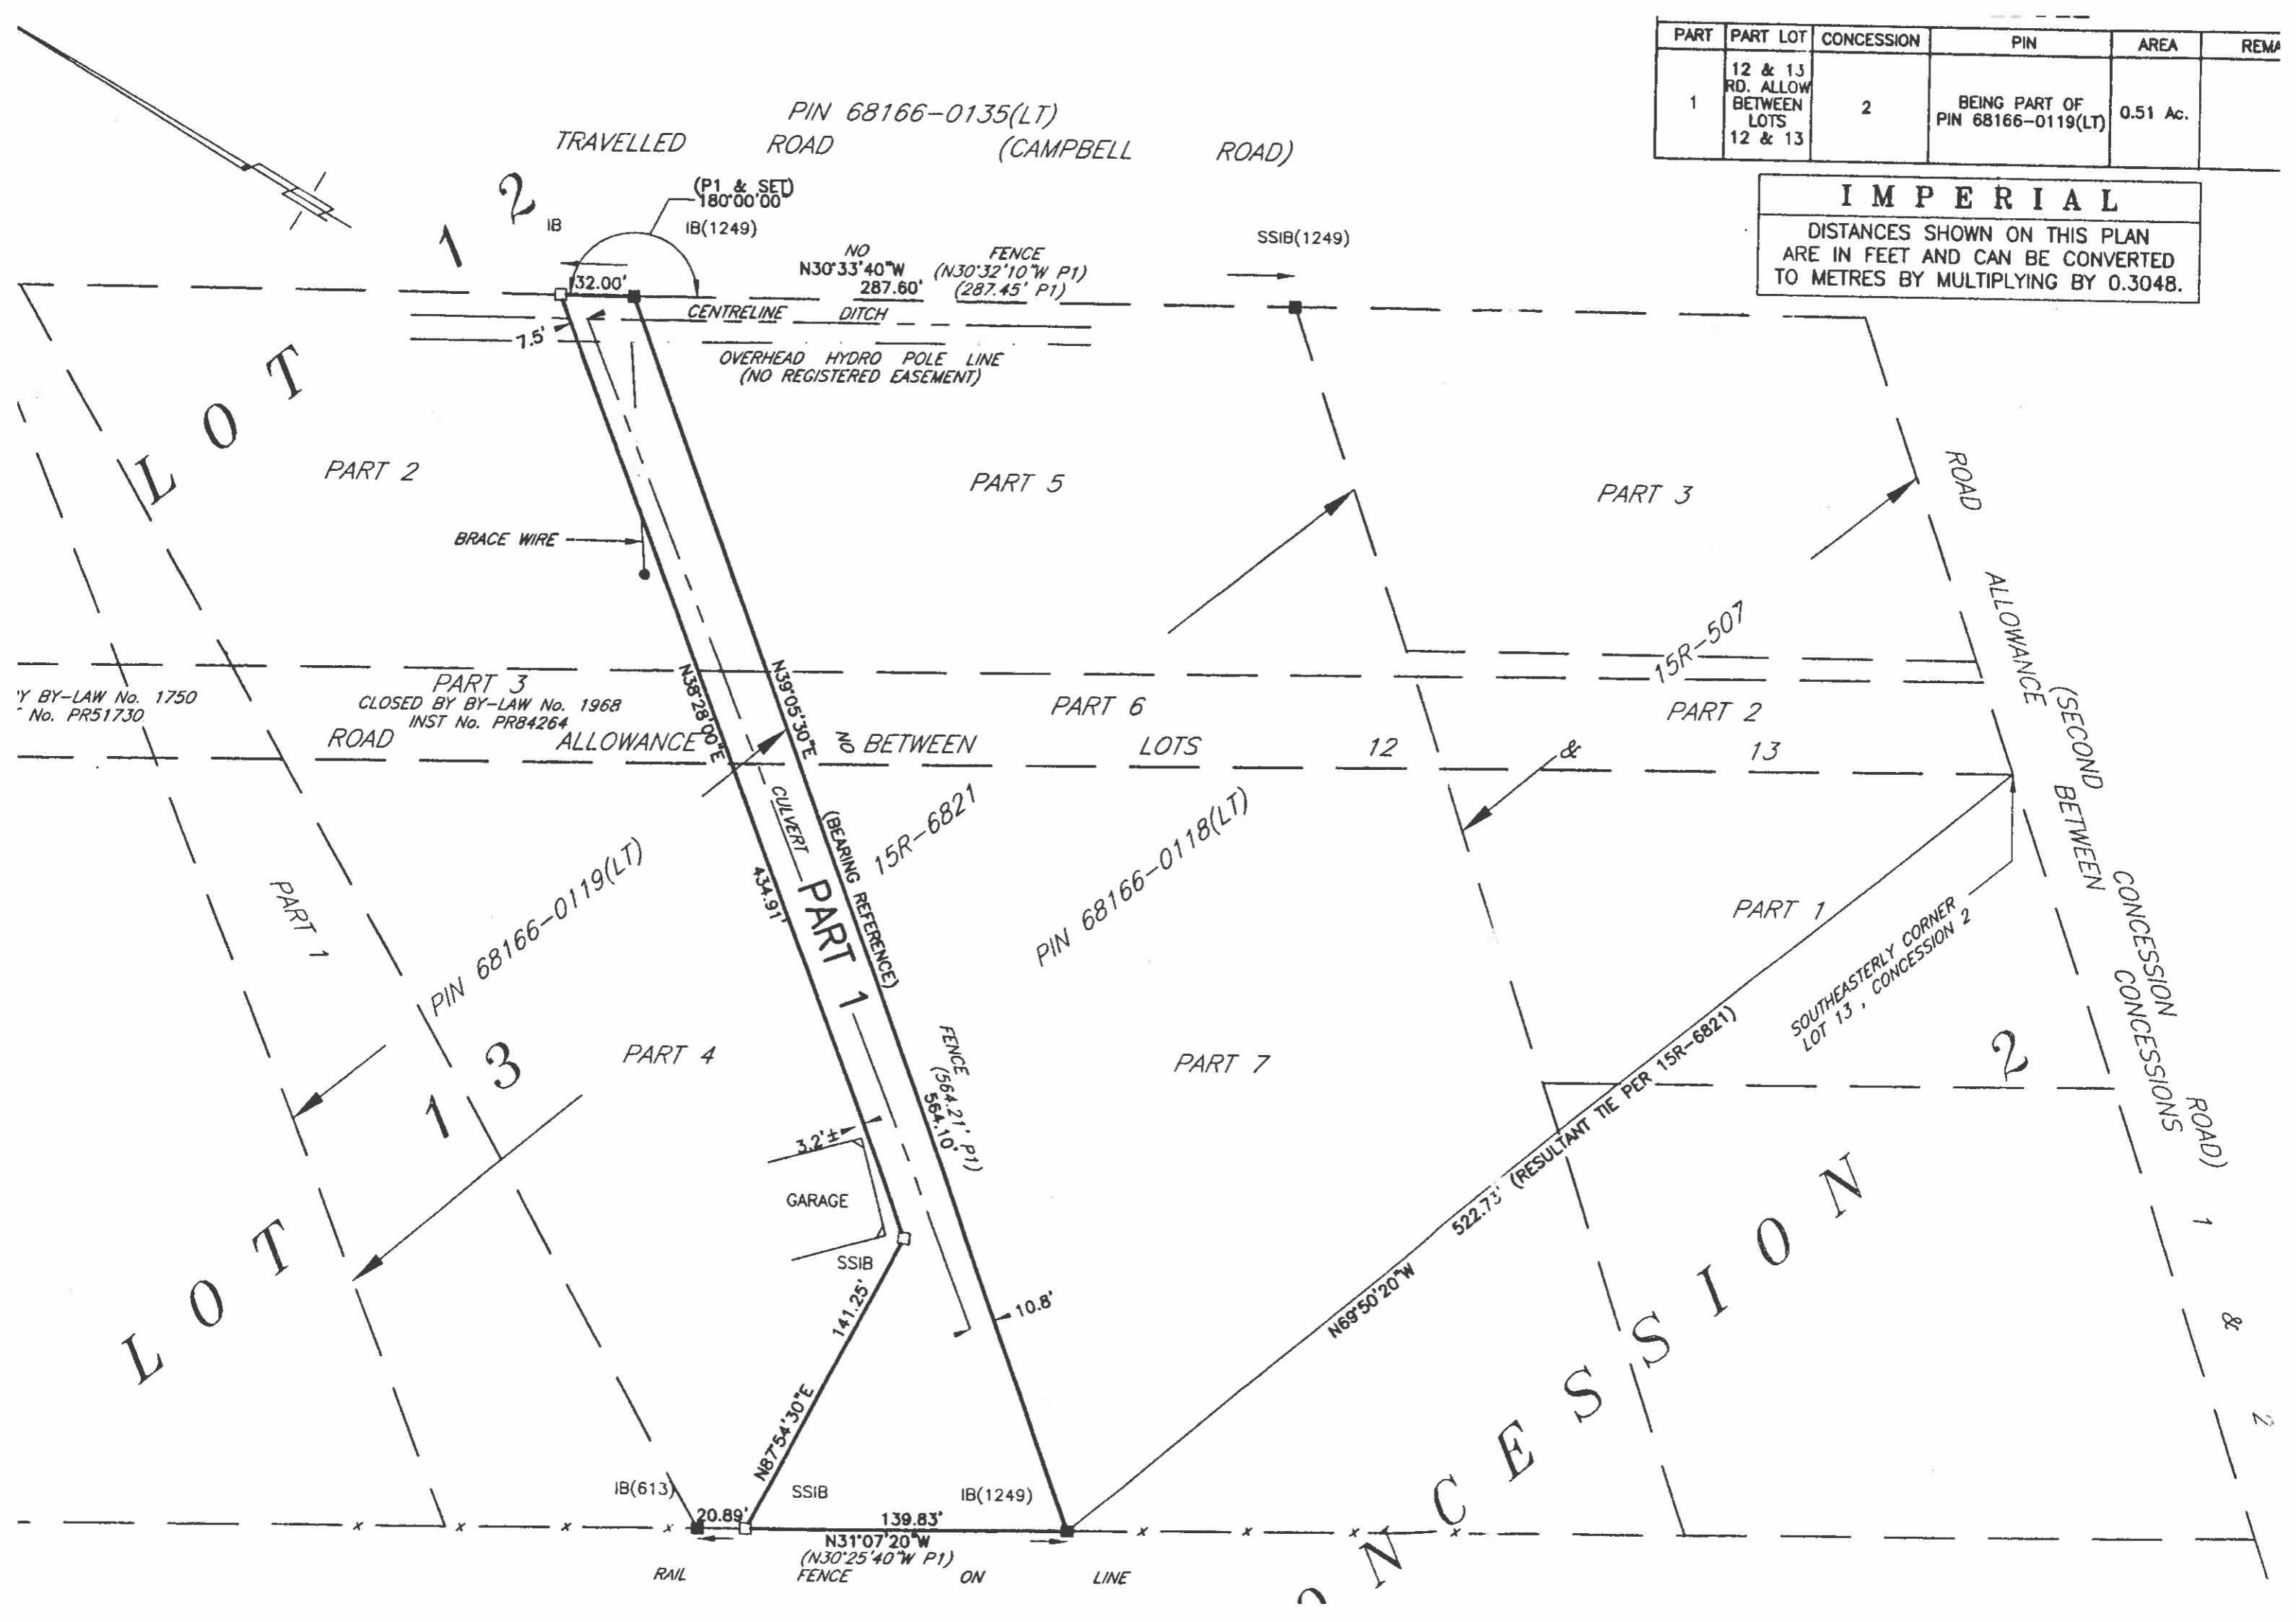 PART PART LOT CONCESSION PIN AREA REMA
1
12 & 13
RD. ALLOW
BETWEEN
LOTS
12 & 13
2
BEING PART OF
PIN 68166-0119(LT)
0.51 Ac.
IMPERIAL
DISTANCES SHOWN ON THIS PLAN
ARE IN FEET AND CAN BE CONVERTED
TO METRES BY MULTIPLYING BY 0.3048.
PIN 68166-0135(LT)
TRAVELLED ROAD (CAMPBELL ROAD)
(P1 & SET)
180°00'00"
IB
IB(1249)
SSIB(1249)
NO FENCE
N30°33'40"W (N30°32'10"W P1)
287.60' (287.45' P1)
32.00'
CENTRELINE DITCH
7.5'
OVERHEAD HYDRO POLE LINE
(NO REGISTERED EASEMENT)
LOT 12
PART 2
PART 5
PART 3
BRACE WIRE
15R-507
'Y BY-LAW No. 1750
No. PR51730
PART 3
CLOSED BY BY-LAW No. 1968
INST No. PR84264
PART 6
PART 2
ROAD ALLOWANCE BETWEEN LOTS 12 & 13
NO
N38°28'00"E
434.91'
N39°05'30"E
(BEARING REFERENCE)
CULVERT
PART 1
15R-6821
PIN 68166-0119(LT)
PIN 68166-0118(LT)
PART 1
PART 1
ROAD ALLOWANCE BETWEEN CONCESSIONS 1 & 2
(SECOND CONCESSION ROAD)
SOUTHEASTERLY CORNER
LOT 13 , CONCESSION 2
PART 4
PART 7
FENCE
(564.21' P1)
564.10'
3.2'±
GARAGE
SSIB
141.25'
N87°54'30"E
10.8'
522.73' (RESULTANT TIE PER 15R-6821)
N69°50'20"W
LOT 13
ONCESSION 2
IB(613)
SSIB
IB(1249)
20.89'
139.83'
N31°07'20"W
(N30°25'40"W P1)
RAIL FENCE ON LINE